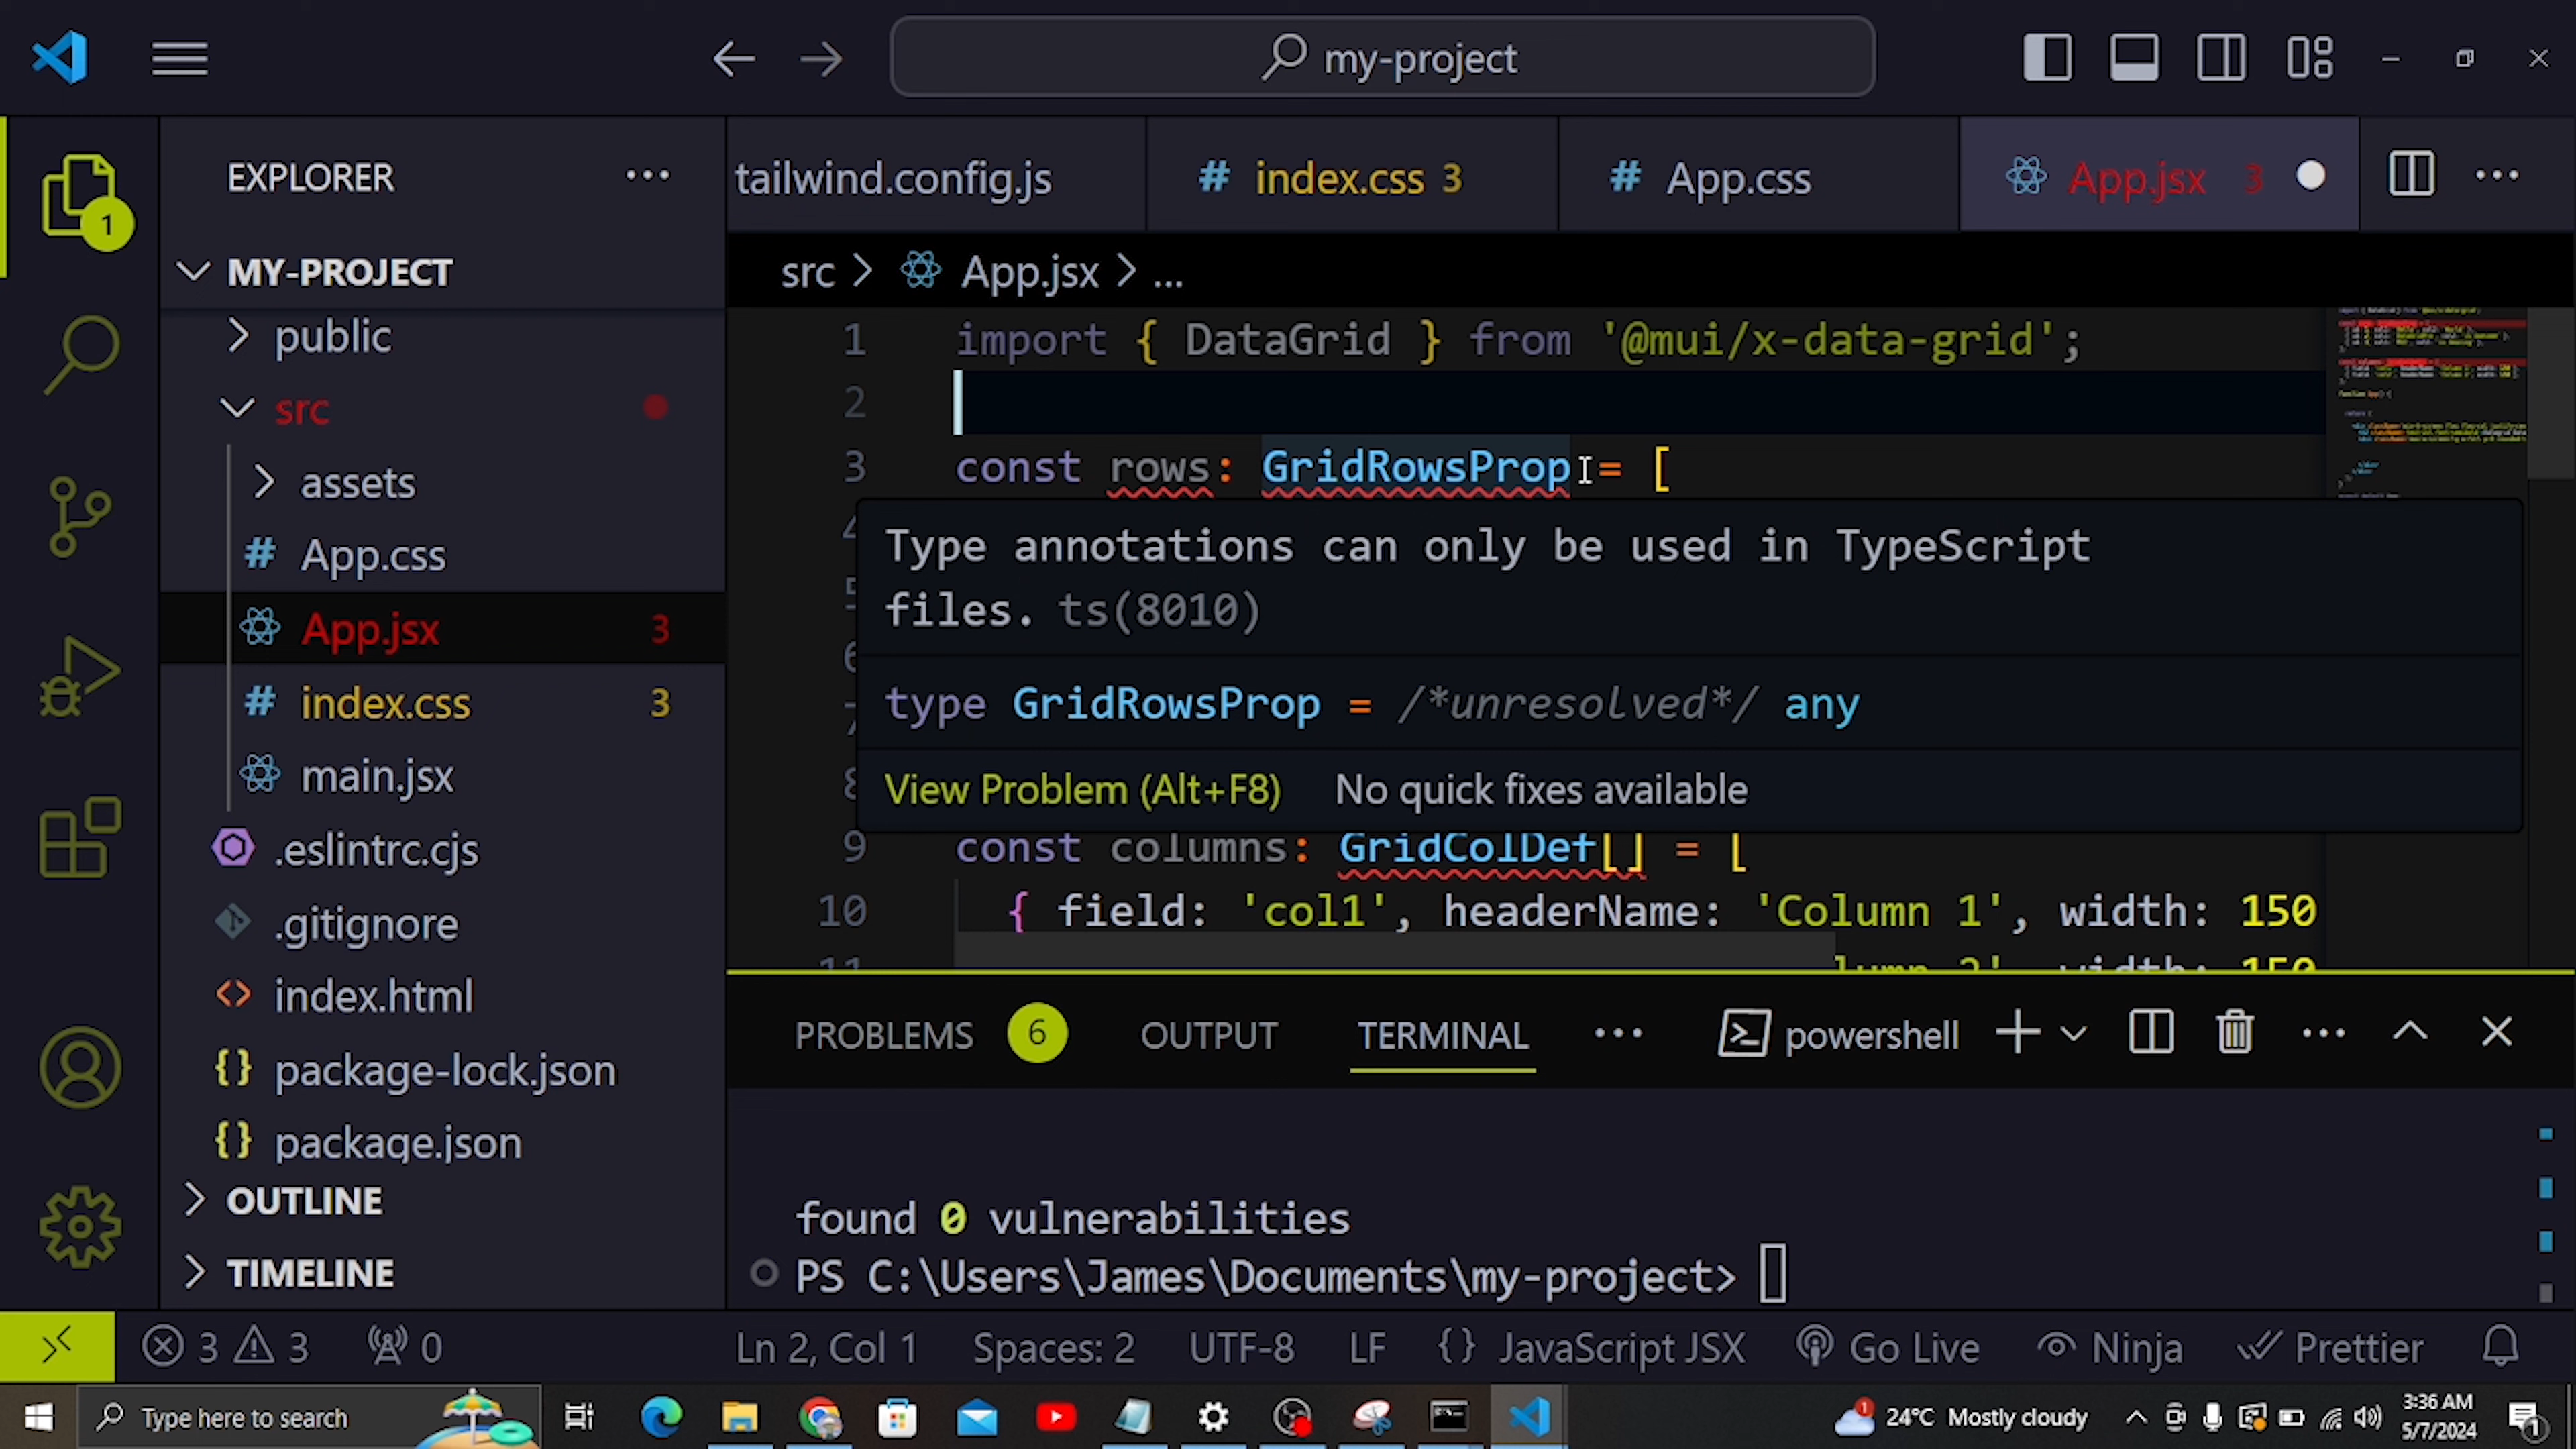 my-project
EXPLORER
tailwind.config.js
index.css 3
App.css
App.jsx 3
1
MY-PROJECT
public
src
assets
App.css
App.jsx 3
index.css 3
main.jsx
.eslintrc.cjs
.gitignore
index.html
package-lock.json
package.json
OUTLINE
TIMELINE
src > App.jsx > ...
1 import { DataGrid } from '@mui/x-data-grid';
2
3 const rows: GridRowsProp = [
Type annotations can only be used in TypeScript
files. ts(8010)
type GridRowsProp = /*unresolved*/ any
View Problem (Alt+F8) No quick fixes available
9 const columns: GridColDef[] = [
10 { field: 'col1', headerName: 'Column 1', width: 150
PROBLEMS 6 OUTPUT TERMINAL ... powershell
found 0 vulnerabilities
PS C:\Users\James\Documents\my-project>
3 3 0 Ln 2, Col 1 Spaces: 2 UTF-8 LF {} JavaScript JSX Go Live Ninja Prettier
Type here to search
1 24°C Mostly cloudy
3:36 AM
5/7/2024
1